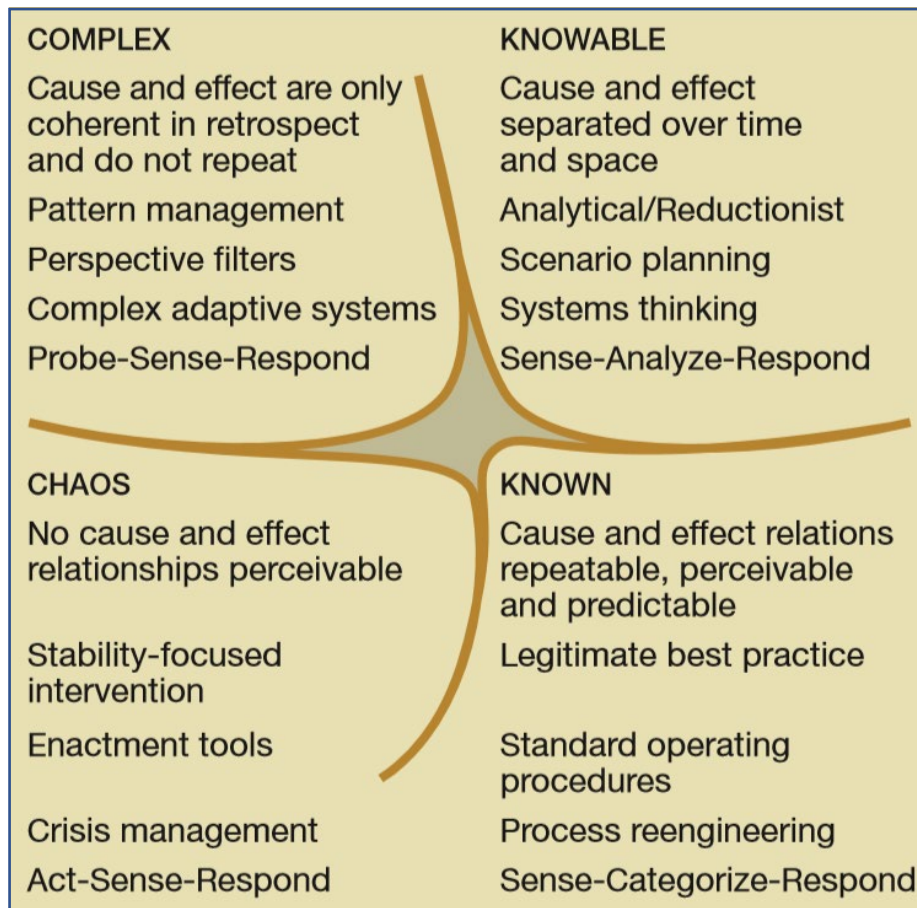 COMPLEX
Cause and effect are only
coherent in retrospect
and do not repeat
Pattern management
Perspective filters
Complex adaptive systems
Probe-Sense-Respond
KNOWABLE
Cause and effect
separated over time
and space
Analytical/Reductionist
Scenario planning
Systems thinking
Sense-Analyze-Respond
CHAOS
No cause and effect
relationships perceivable
Stability-focused
intervention
Enactment tools
Crisis management
Act-Sense-Respond
KNOWN
Cause and effect relations
repeatable, perceivable
and predictable
Legitimate best practice
Standard operating
procedures
Process reengineering
Sense-Categorize-Respond